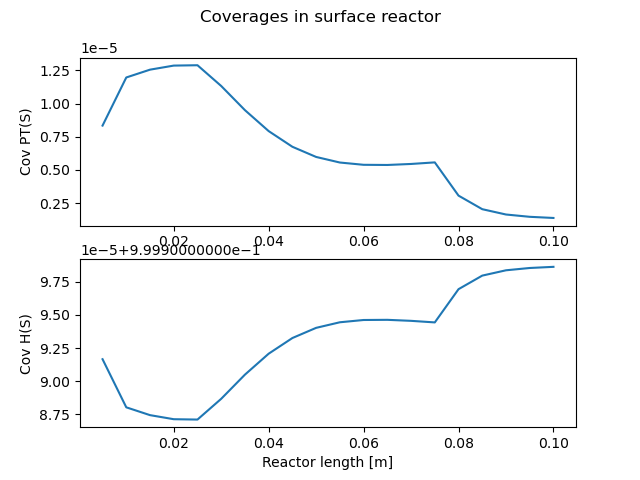 Coverages in surface reactor
1e−5
1.25
1.00
0.75
0.50
0.25
Cov PT(S)
0.02 0.04 0.06 0.08 0.10
1e−5+9.9990000000e−1
9.75
9.50
9.25
9.00
8.75
Cov H(S)
0.02 0.04 0.06 0.08 0.10
Reactor length [m]